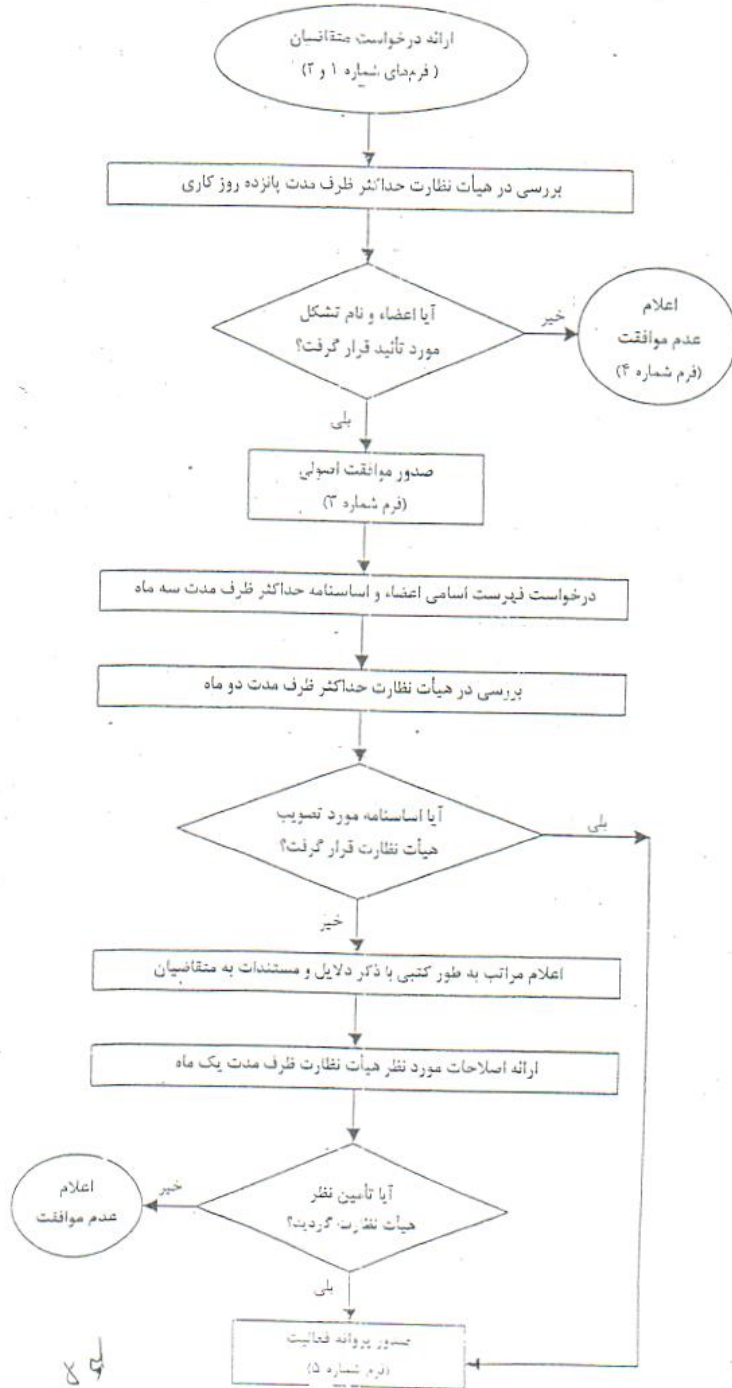 ارائه درخواست متقاضیان
( فرم‌های شماره ۱ و ۲)
بررسی در هیأت نظارت حداکثر ظرف مدت پانزده روز کاری
آیا اعضاء و نام تشکل
مورد تأئید قرار گرفت؟
خیر
اعلام
عدم موافقت
(فرم شماره ۴)
بلی
صدور موافقت اصولی
(فرم شماره ۳)
درخواست فهرست اسامی اعضاء و اساسنامه حداکثر ظرف مدت سه ماه
بررسی در هیأت نظارت حداکثر ظرف مدت دو ماه
آیا اساسنامه مورد تصویب
هیأت نظارت قرار گرفت؟
بلی
خیر
اعلام مراتب به طور کتبی با ذکر دلایل و مستندات به متقاضیان
ارائه اصلاحات مورد نظر هیأت نظارت ظرف مدت یک ماه
آیا تأمین نظر
هیأت نظارت گردید؟
خیر
اعلام
عدم موافقت
بلی
صدور پروانه فعالیت
(فرم شماره ۵)